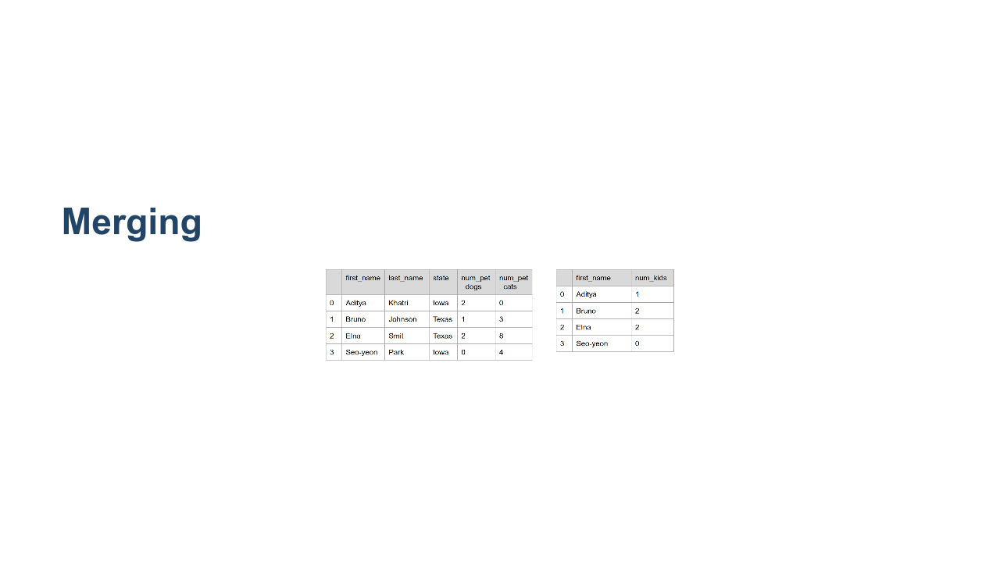 Merging
first_name last_name state num_pet num_pet
dogs cats
0 Aditya Khatri Iowa 2 0
1 Bruno Johnson Texas 1 3
2 Elna Smit Texas 2 8
3 Seo-yeon Park Iowa 0 4
first_name num_kids
0 Aditya 1
1 Bruno 2
2 Elna 2
3 Seo-yeon 0